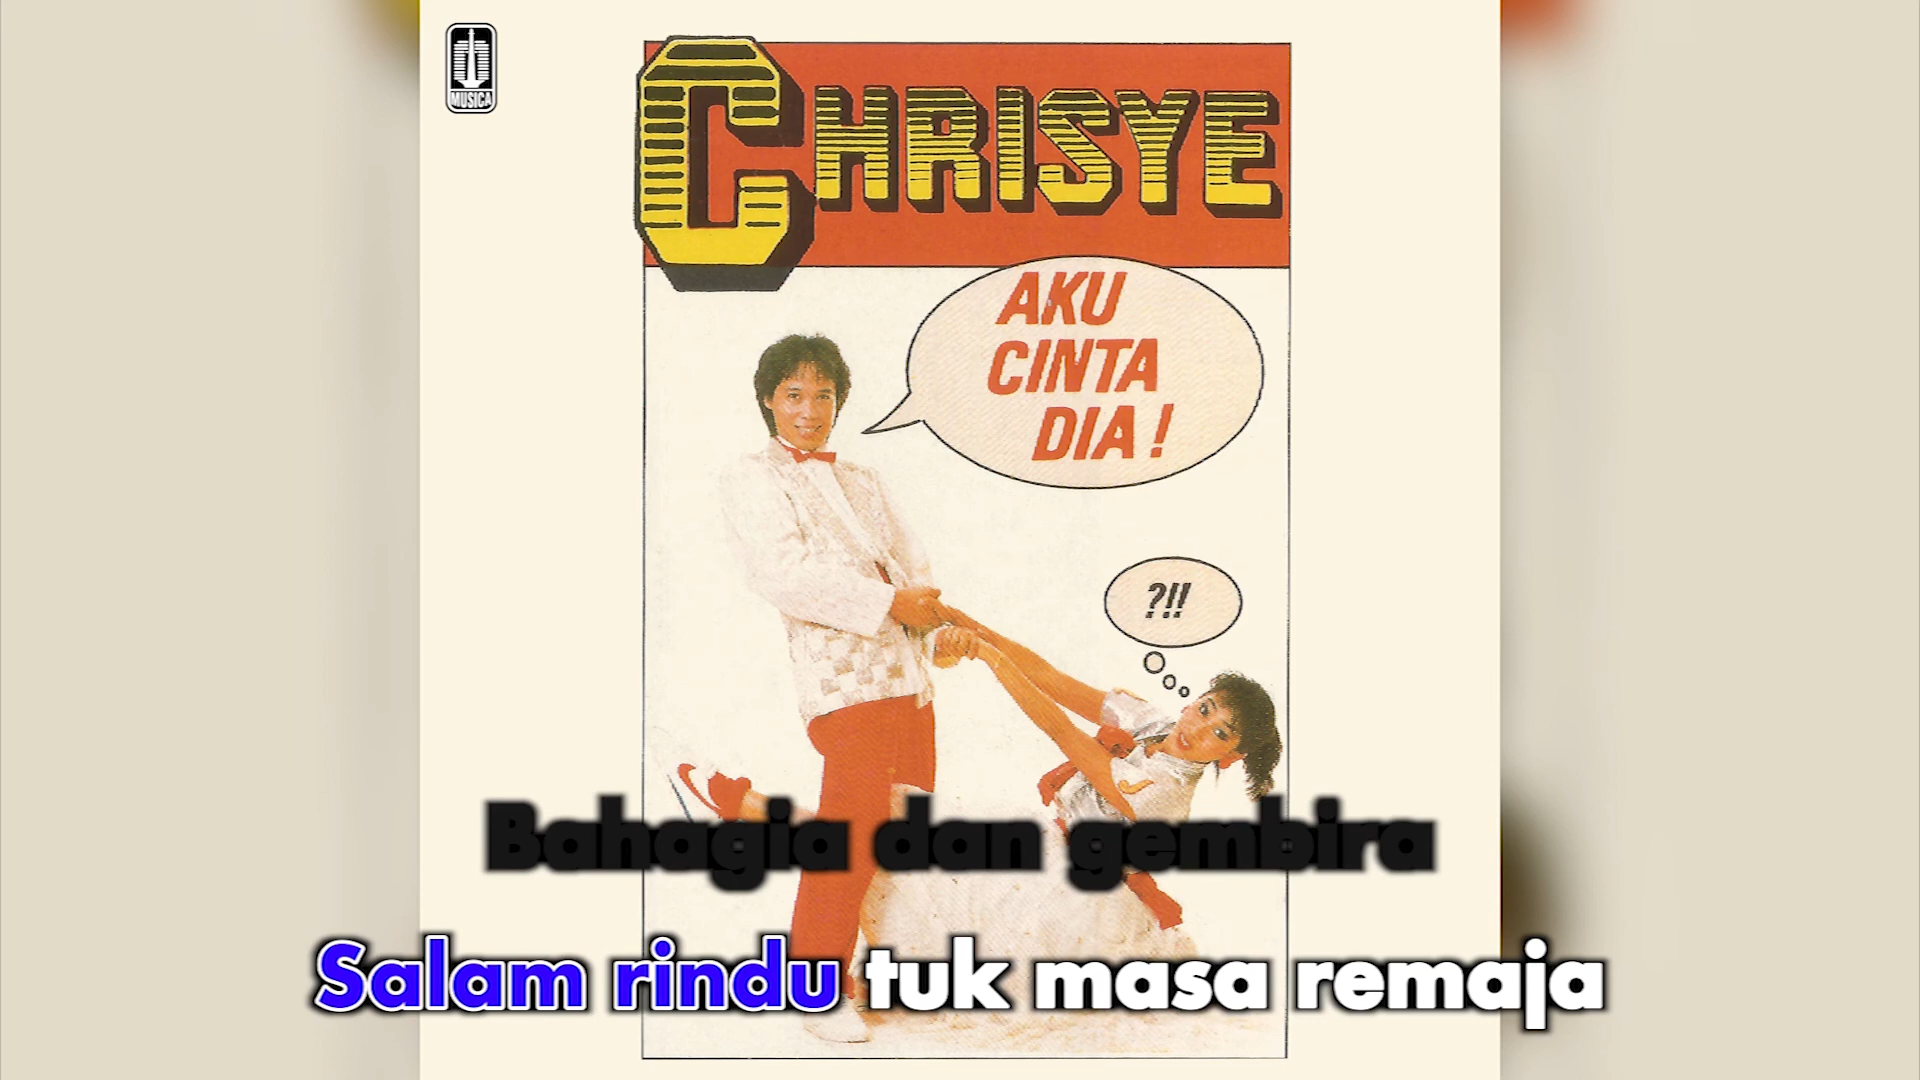 MUSICA
CHRISYE
AKU
CINTA
DIA!
?!!
Bahagia dan gembira
Salam rindu tuk masa remaja